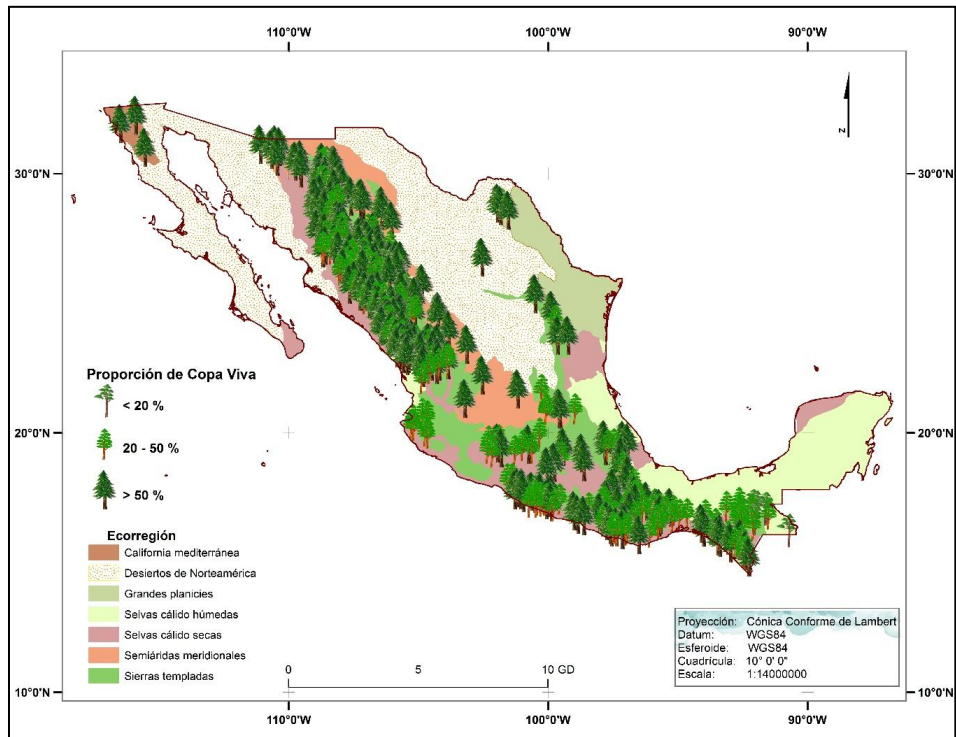 110°0'W 100°0'W 90°0'W
z
30°0'N 30°0'N
20°0'N 20°0'N
10°0'N 10°0'N
Proporción de Copa Viva
< 20 %
20 - 50 %
> 50 %
Ecorregión
California mediterránea
Desiertos de Norteamérica
Grandes planicies
Selvas cálido húmedas
Selvas cálido secas
Semiáridas meridionales
Sierras templadas
0 5 10 GD
Proyección: Cónica Conforme de Lambert
Datum: WGS84
Esferoide: WGS84
Cuadrícula: 10° 0' 0"
Escala: 1:14000000
110°0'W 100°0'W 90°0'W